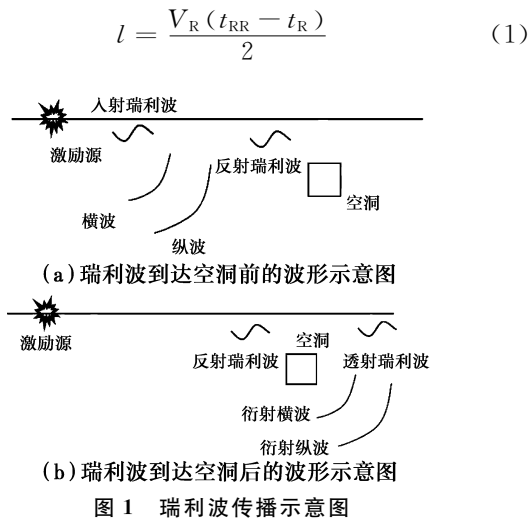 l = \frac{V_R (t_{RR} - t_R)}{2} (1)
入射瑞利波
激励源 反射瑞利波
横波 空洞
纵波
(a)瑞利波到达空洞前的波形示意图
激励源 空洞
反射瑞利波 透射瑞利波
衍射横波
衍射纵波
(b)瑞利波到达空洞后的波形示意图
图 1 瑞利波传播示意图